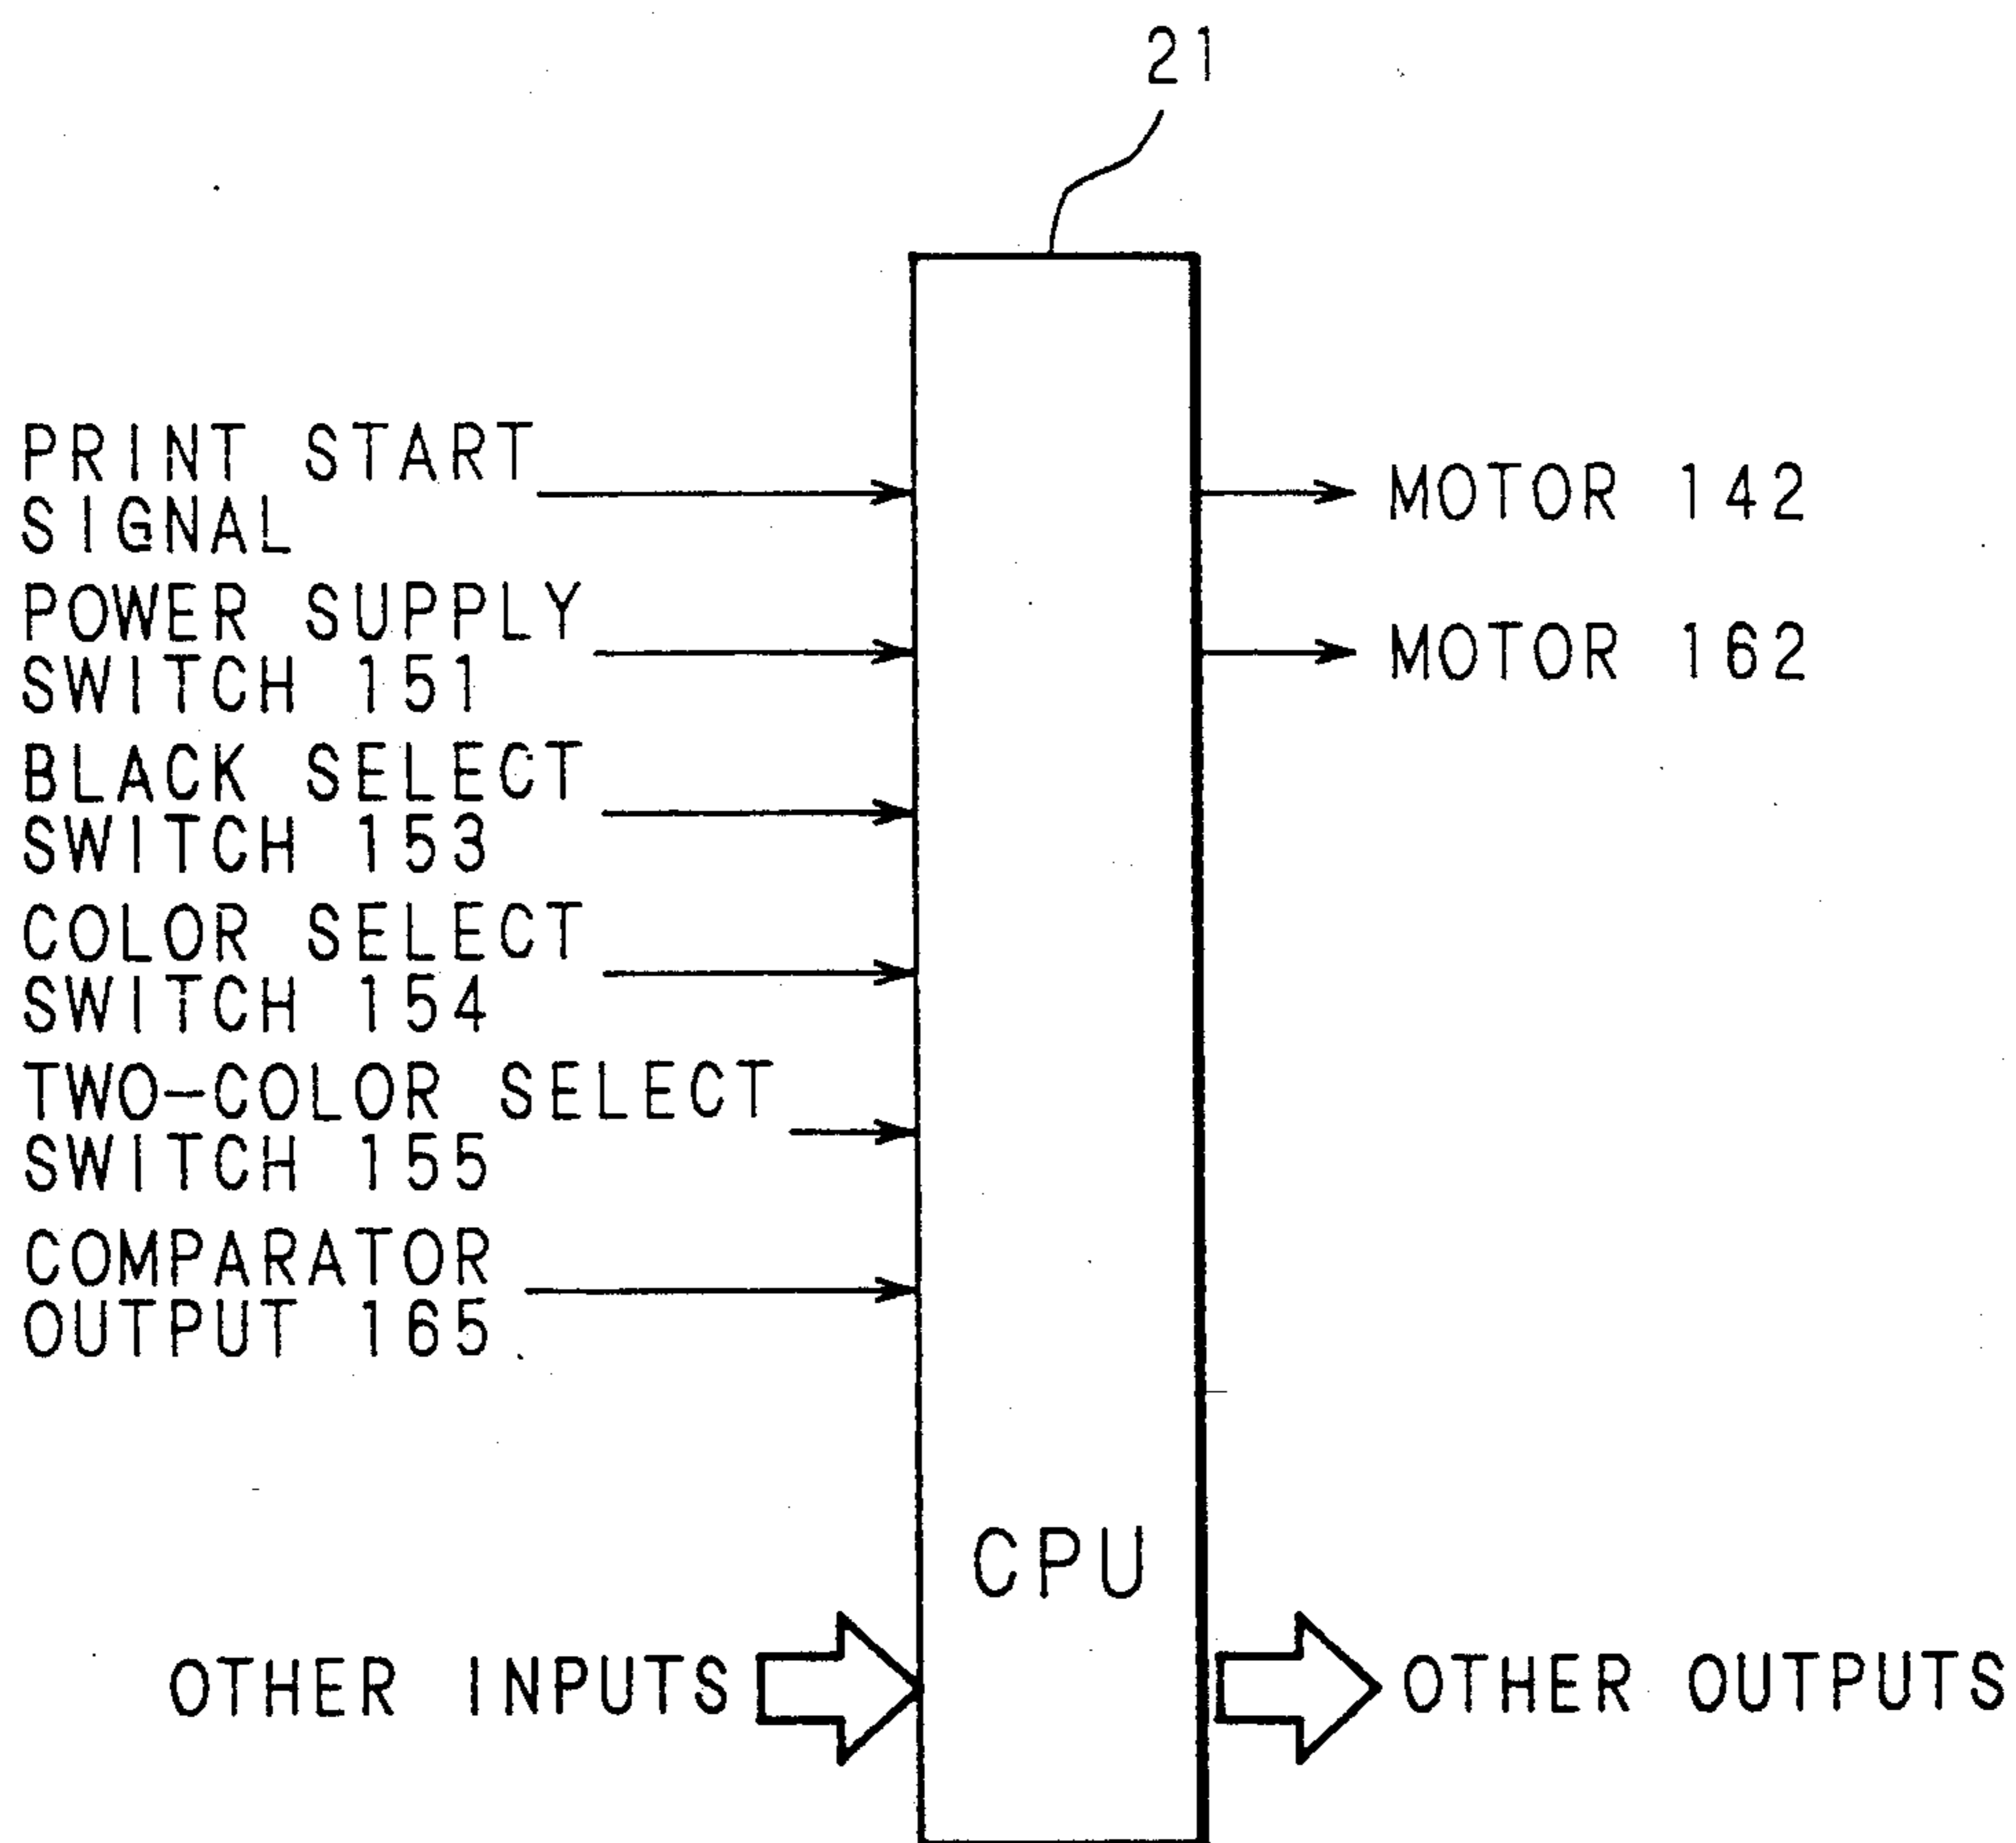 21
PRINT START
SIGNAL
MOTOR 142
POWER SUPPLY
SWITCH 151
MOTOR 162
BLACK SELECT
SWITCH 153
COLOR SELECT
SWITCH 154
TWO-COLOR SELECT
SWITCH 155
COMPARATOR
OUTPUT 165
CPU
OTHER INPUTS
OTHER OUTPUTS